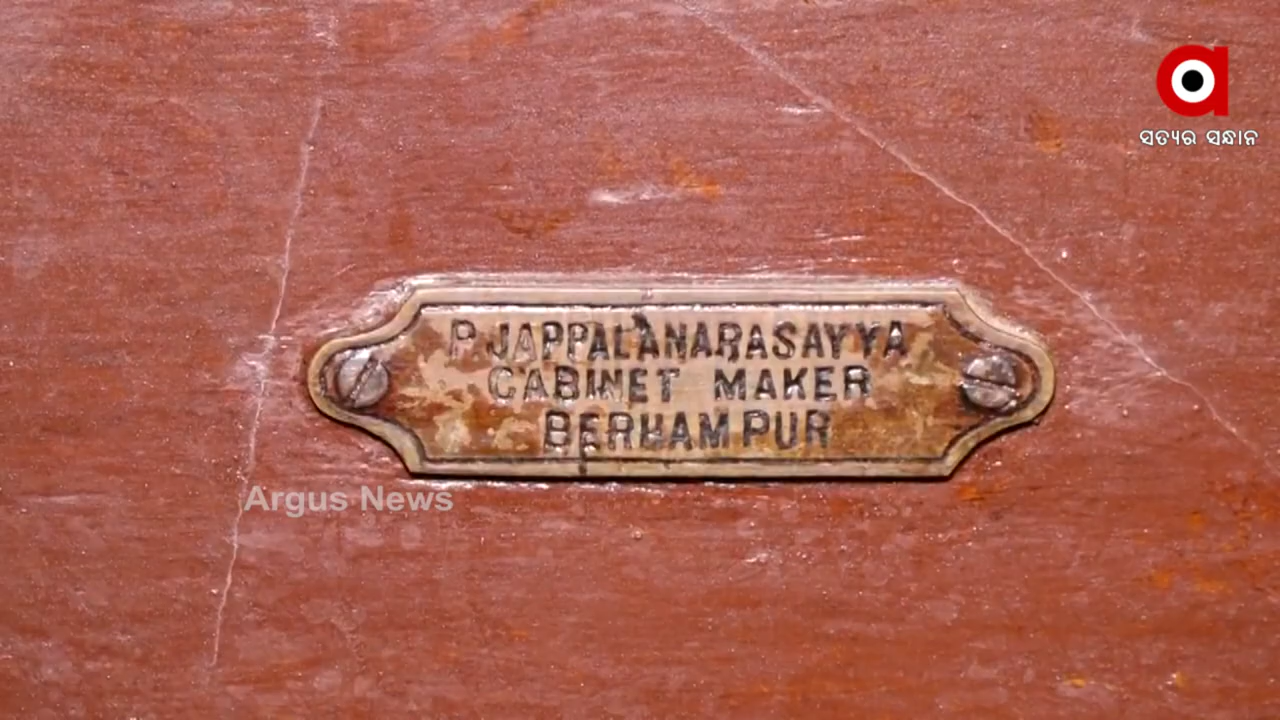 ସତ୍ୟର ସନ୍ଧାନ
P. JAPPALANARASAYYA
CABINET MAKER
BERHAMPUR
Argus News